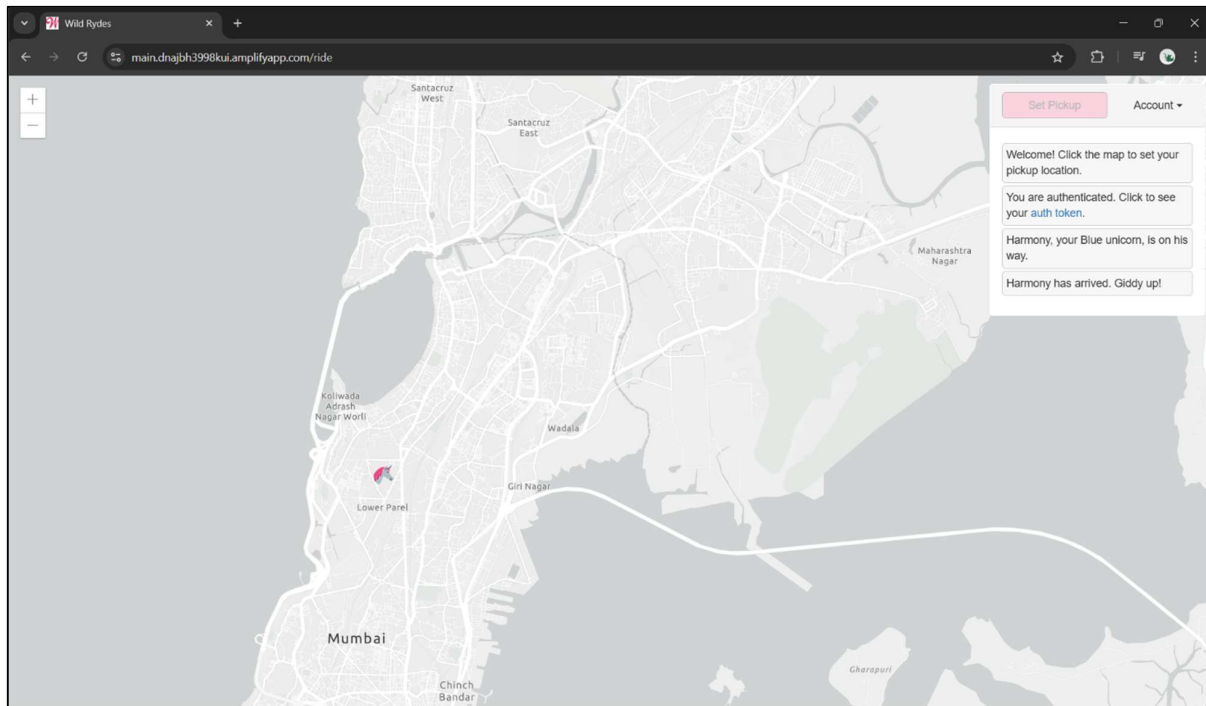 Wild Rydes
main.dnajbh3998kui.amplifyapp.com/ride
Set Pickup
Account
Welcome! Click the map to set your
pickup location.
You are authenticated. Click to see
your auth token.
Harmony, your Blue unicorn, is on his
way.
Harmony has arrived. Giddy up!
Santacruz
West
Santacruz
East
Maharashtra
Nagar
Koliwada
Adrash
Nagar Worli
Wadala
Giri Nagar
Lower Parel
Mumbai
Gharapuri
Chinch
Bandar